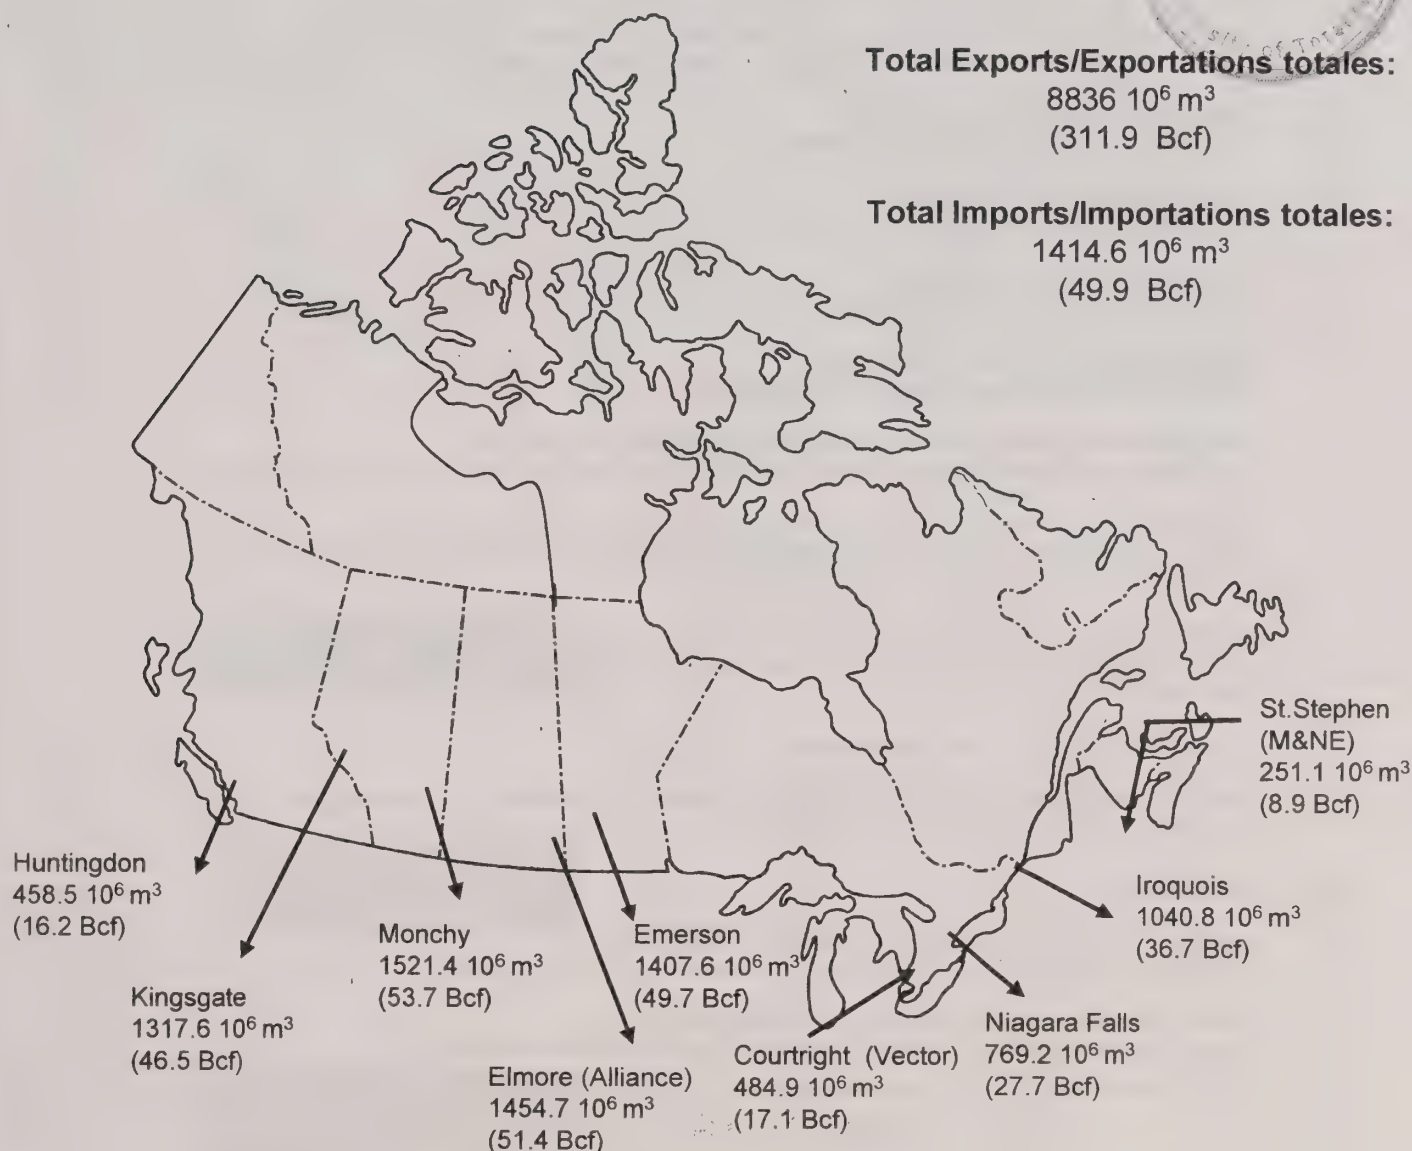 Total Exports/Exportations totales:
8836 10⁶ m³
(311.9 Bcf)
Total Imports/Importations totales:
1414.6 10⁶ m³
(49.9 Bcf)
St.Stephen
(M&NE)
251.1 10⁶ m³
(8.9 Bcf)
Huntingdon
458.5 10⁶ m³
(16.2 Bcf)
Iroquois
1040.8 10⁶ m³
(36.7 Bcf)
Monchy
1521.4 10⁶ m³
(53.7 Bcf)
Emerson
1407.6 10⁶ m³
(49.7 Bcf)
Kingsgate
1317.6 10⁶ m³
(46.5 Bcf)
Niagara Falls
769.2 10⁶ m³
(27.7 Bcf)
Courtright (Vector)
484.9 10⁶ m³
(17.1 Bcf)
Elmore (Alliance)
1454.7 10⁶ m³
(51.4 Bcf)